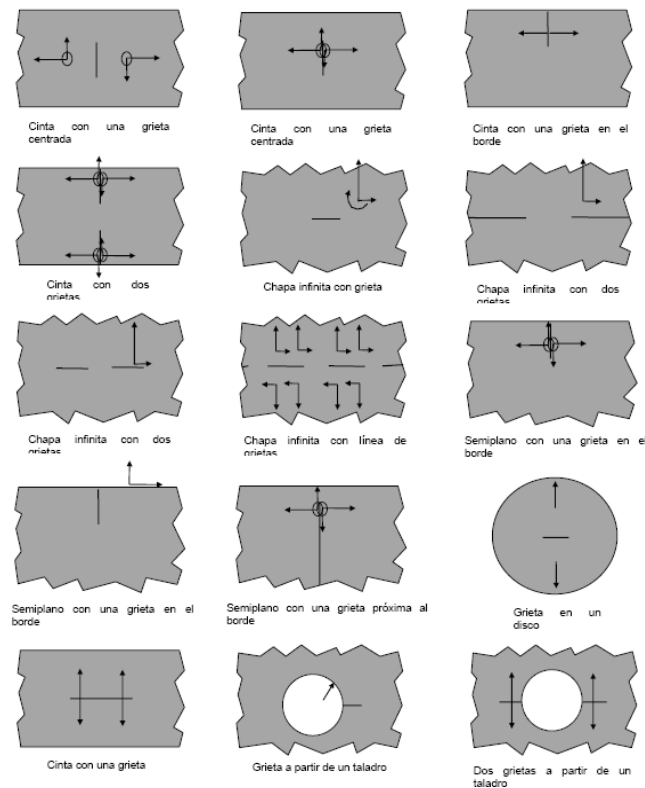 Cinta con una grieta
centrada
Cinta con una grieta
centrada
Cinta con una grieta en el
borde
Cinta con dos
grietas
Chapa infinita con grieta
Chapa infinita con dos
grietas
Chapa infinita con dos
grietas
Chapa infinita con línea de
grietas
Semiplano con una grieta en el
borde
Semiplano con una grieta en el
borde
Semiplano con una grieta próxima al
borde
Grieta en un
disco
Cinta con una grieta
Grieta a partir de un taladro
Dos grietas a partir de un
taladro